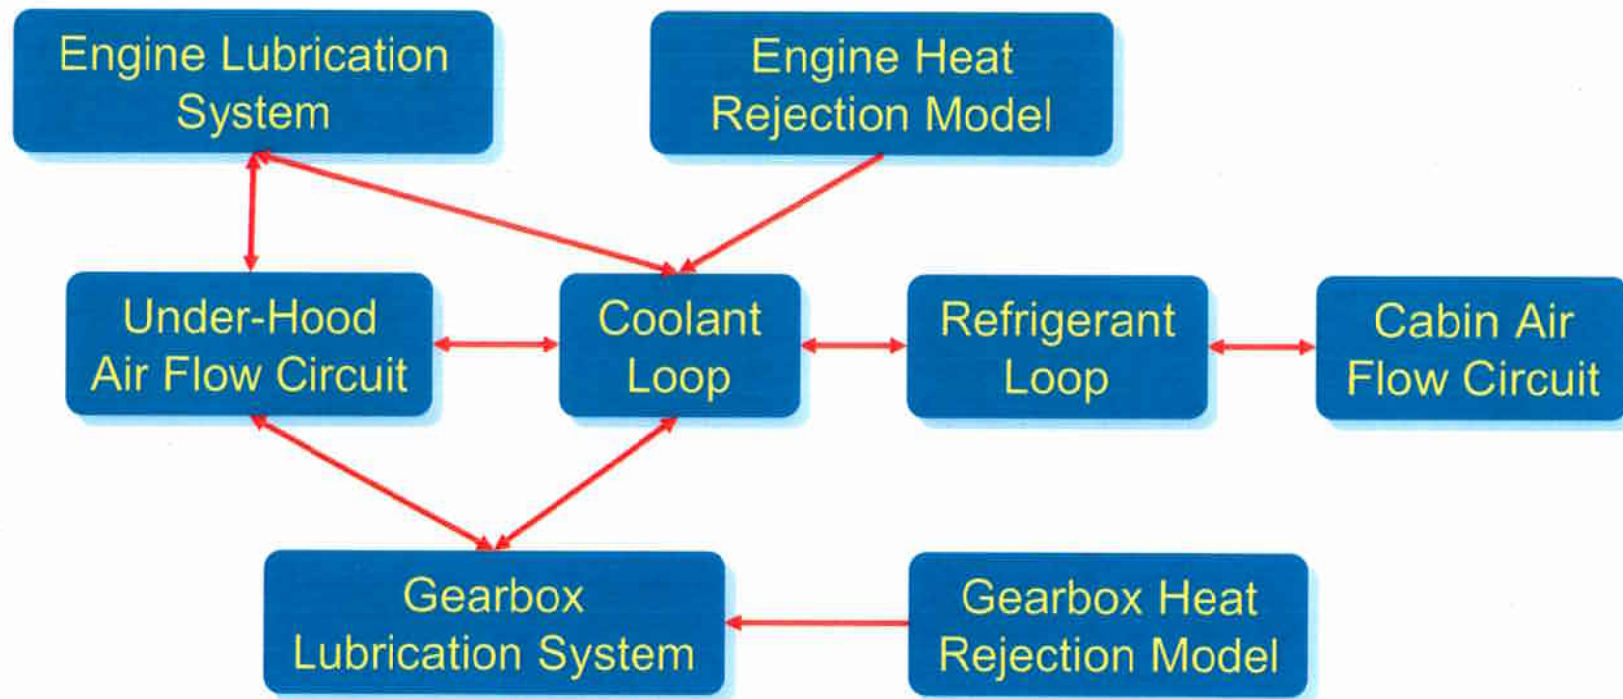 Engine Lubrication
System
Engine Heat
Rejection Model
Under-Hood
Air Flow Circuit
Coolant
Loop
Refrigerant
Loop
Cabin Air
Flow Circuit
Gearbox
Lubrication System
Gearbox Heat
Rejection Model